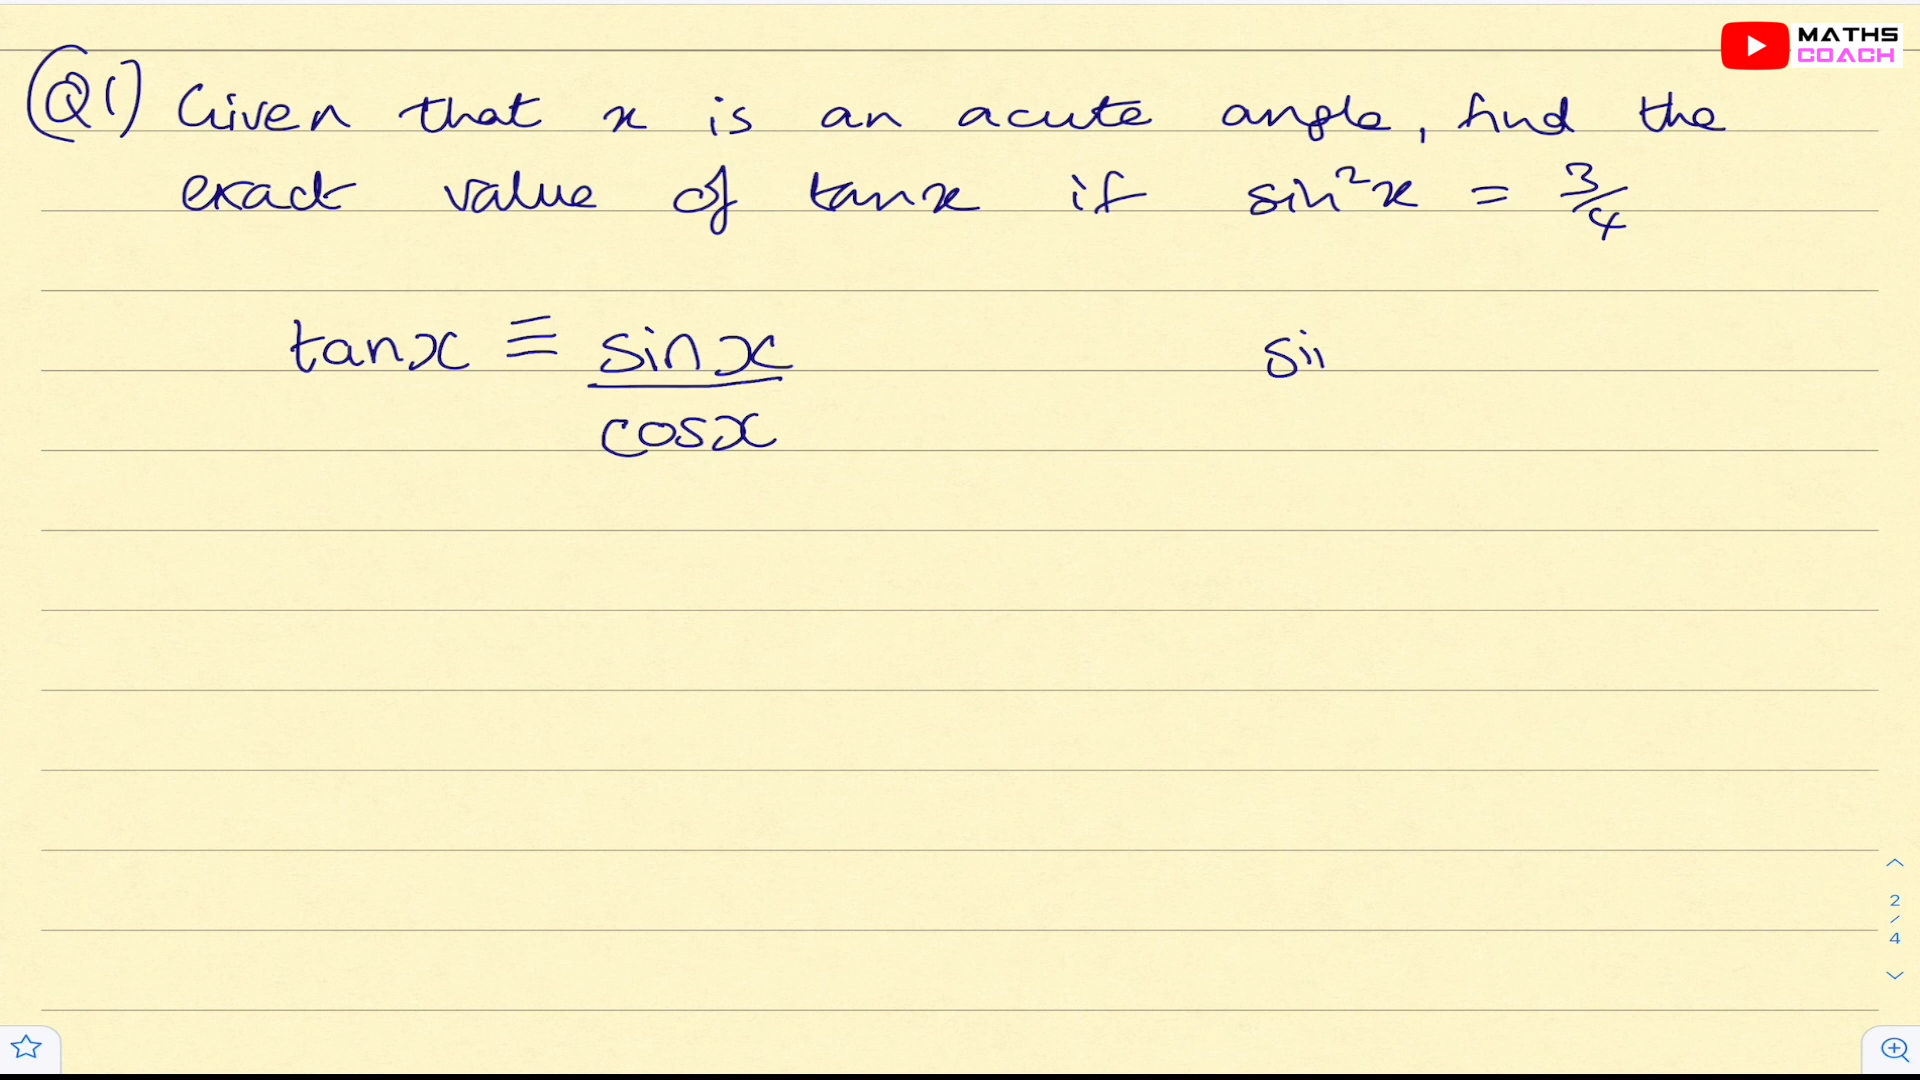 MATHS
COACH
(Q1) Given that x is an acute angle, find the
exact value of tanx if sin²x = 3/4
tanx ≡ sinx
cosx
sii
2
/
4